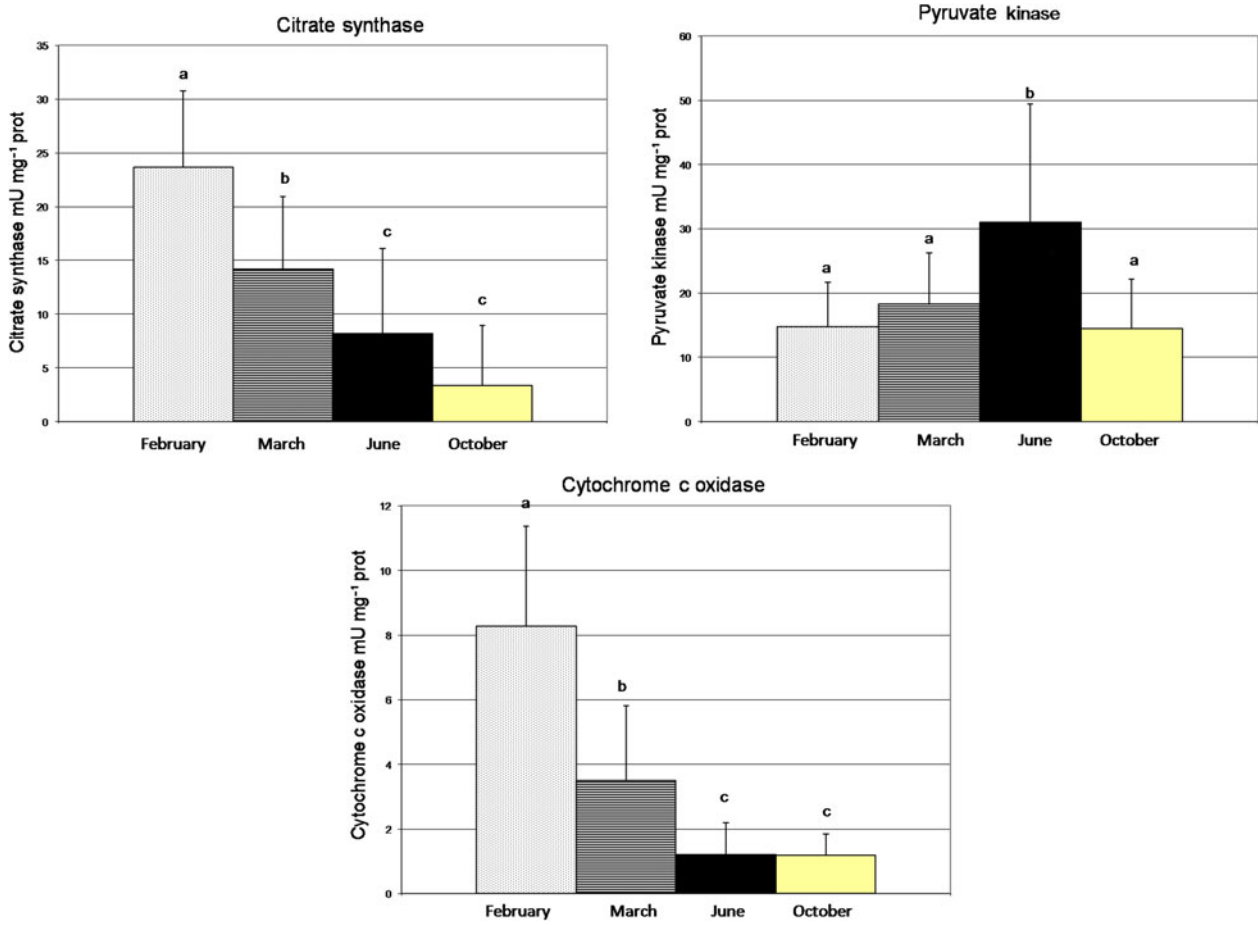 Citrate synthase
Citrate synthase mU mg⁻¹ prot
35
30
25
20
15
10
5
0
a
b
c
c
February March June October
Pyruvate kinase
Pyruvate kinase mU mg⁻¹ prot
60
50
40
30
20
10
0
a
a
b
a
February March June October
Cytochrome c oxidase
Cytochrome c oxidase mU mg⁻¹ prot
12
10
8
6
4
2
0
a
b
c
c
February March June October